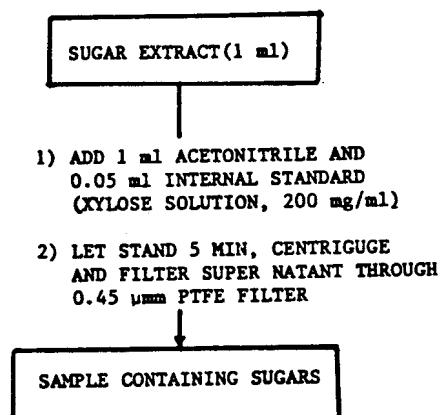 SUGAR EXTRACT(1 ml)
1) ADD 1 ml ACETONITRILE AND
0.05 ml INTERNAL STANDARD
(XYLOSE SOLUTION, 200 mg/ml)
2) LET STAND 5 MIN, CENTRIGUGE
AND FILTER SUPER NATANT THROUGH
0.45 µmm PTFE FILTER
SAMPLE CONTAINING SUGARS